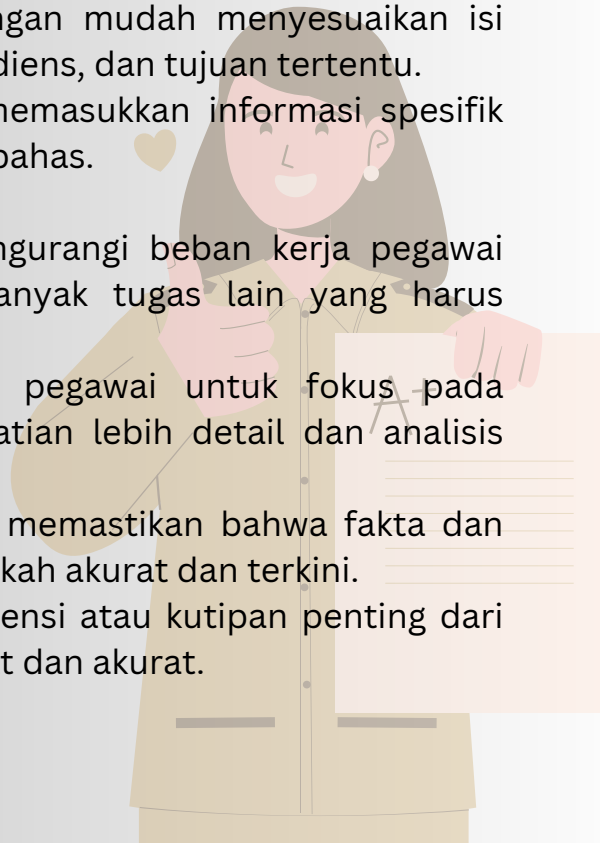 ngan mudah menyesuaikan isi
diens, dan tujuan tertentu.
nemasukkan informasi spesifik
bahas.
ngurangi beban kerja pegawai
anyak tugas lain yang harus
pegawai untuk fokus pada
atian lebih detail dan analisis
memastikan bahwa fakta dan
kah akurat dan terkini.
ensi atau kutipan penting dari
t dan akurat.
A+